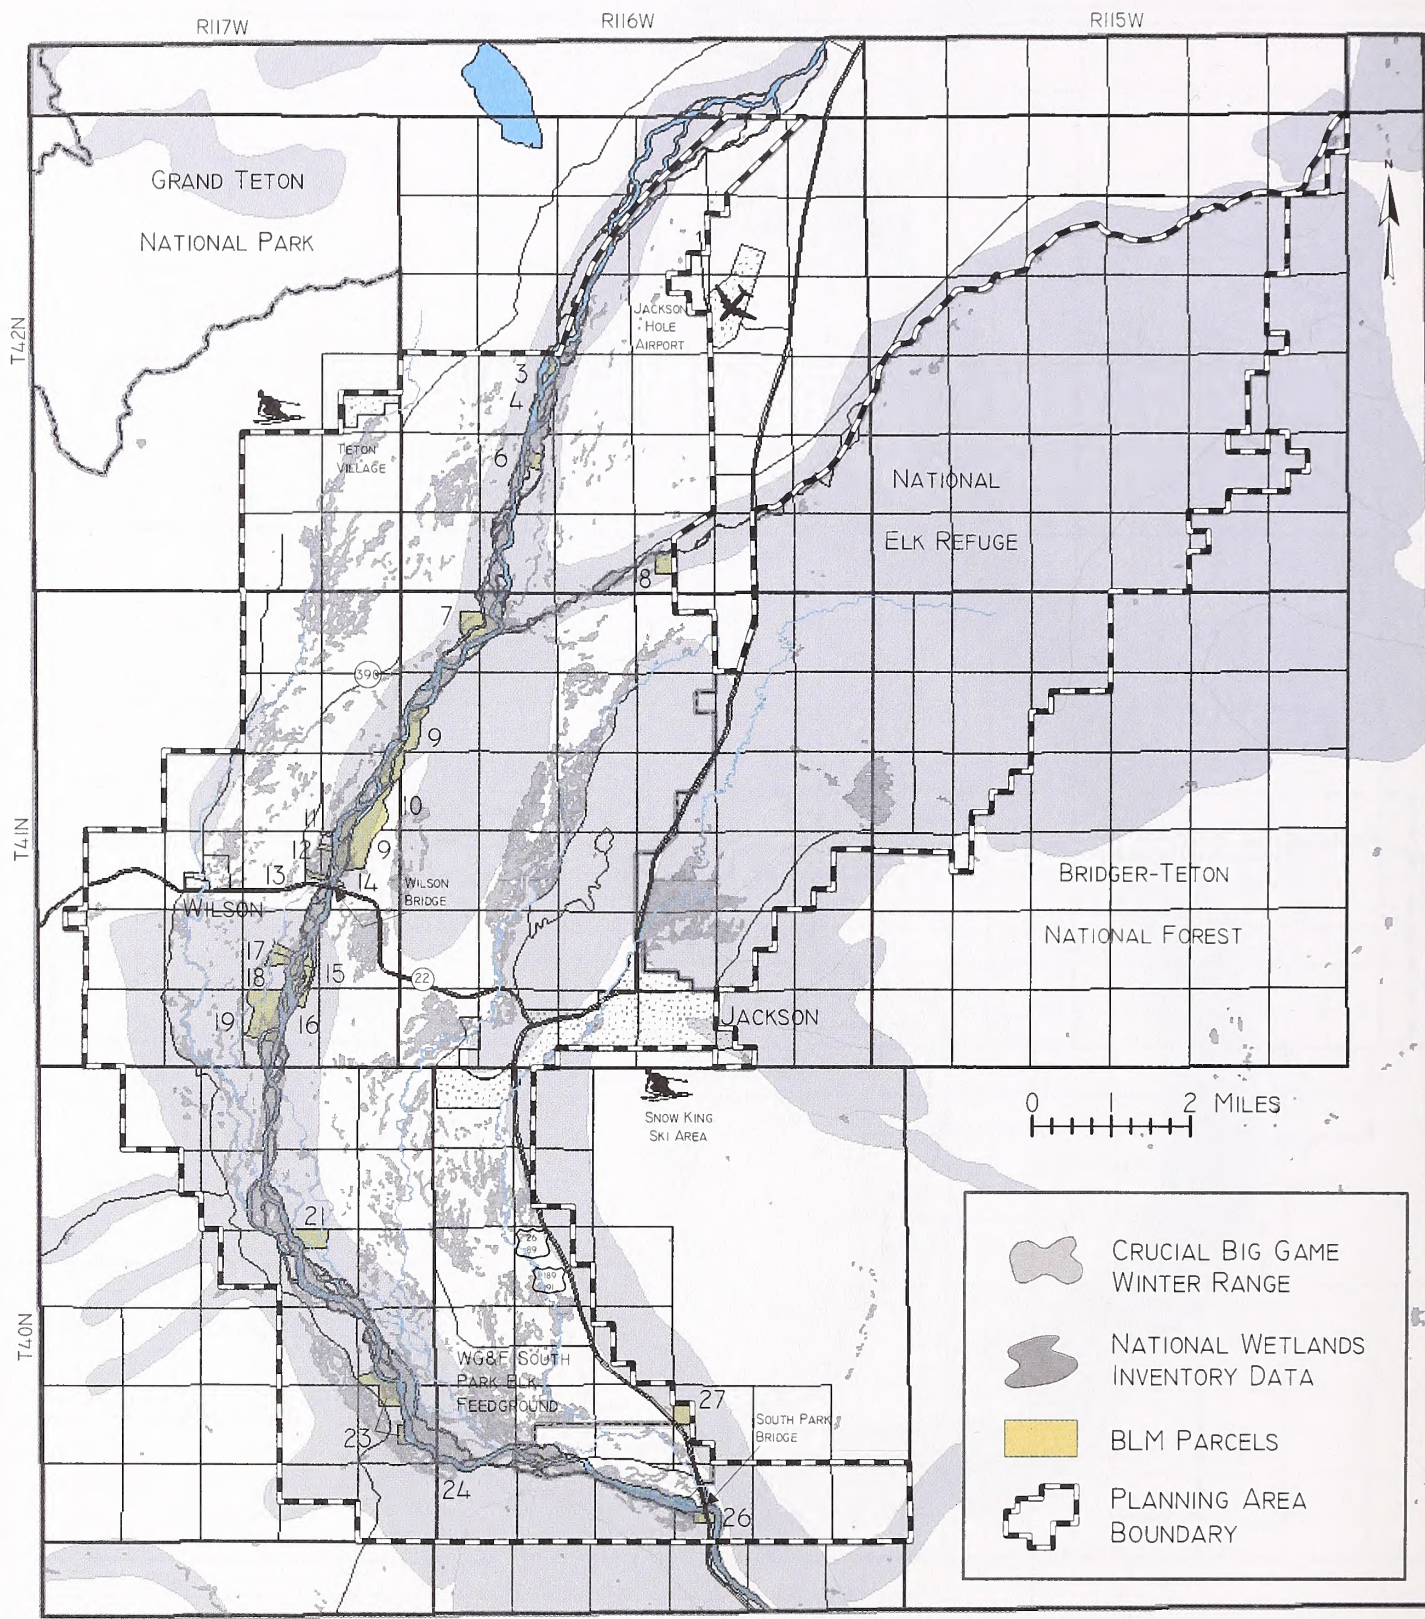 R117W
R116W
R115W
GRAND TETON
NATIONAL PARK
N
1
JACKSON
HOLE
AIRPORT
T42N
3
4
6
TETON
VILLAGE
NATIONAL
ELK REFUGE
8
7
390
9
10
11
12
9
T41N
13
14
WILSON
BRIDGE
WILSON
BRIDGER-TETON
NATIONAL FOREST
17
18
15
22
19
16
JACKSON
0 2 MILES
SNOW KING
SKI AREA
21
26
89
189
191
CRUCIAL BIG GAME
WINTER RANGE
T40N
NATIONAL WETLANDS
INVENTORY DATA
WG&F SOUTH
PARK ELK
FEEDGROUND
27
SOUTH PARK
BRIDGE
23
BLM PARCELS
24
26
PLANNING AREA
BOUNDARY